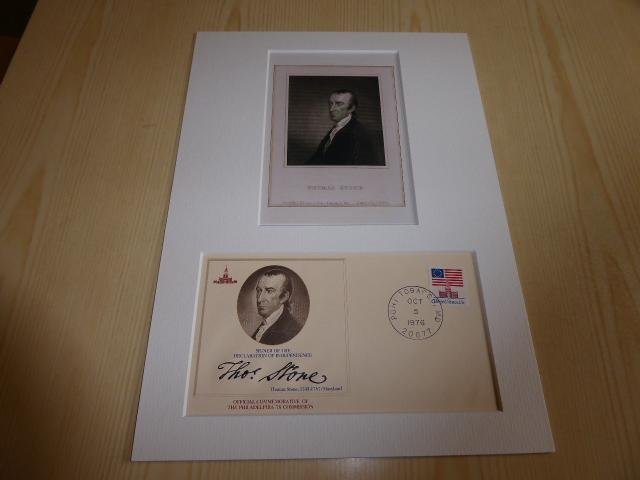 THOMAS STONE
SIGNER OF THE
DECLARATION OF INDEPENDENCE
Thos. Stone
Thomas Stone, 1743-1787/Maryland
OFFICIAL COMMEMORATIVE OF
THE PHILADELPHIA '76 COMMISSION
PORT TOBACCO MD
OCT
5
1976
20677